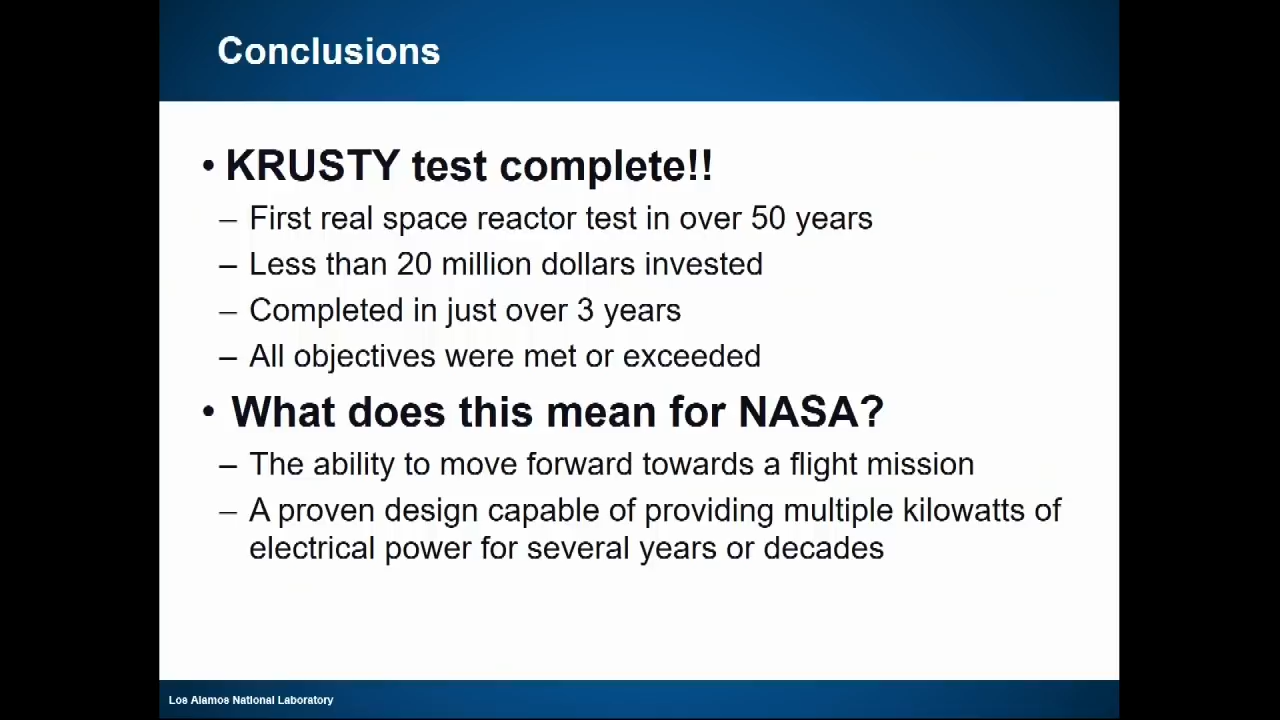 Conclusions
• KRUSTY test complete!!
– First real space reactor test in over 50 years
– Less than 20 million dollars invested
– Completed in just over 3 years
– All objectives were met or exceeded
• What does this mean for NASA?
– The ability to move forward towards a flight mission
– A proven design capable of providing multiple kilowatts of
electrical power for several years or decades
Los Alamos National Laboratory